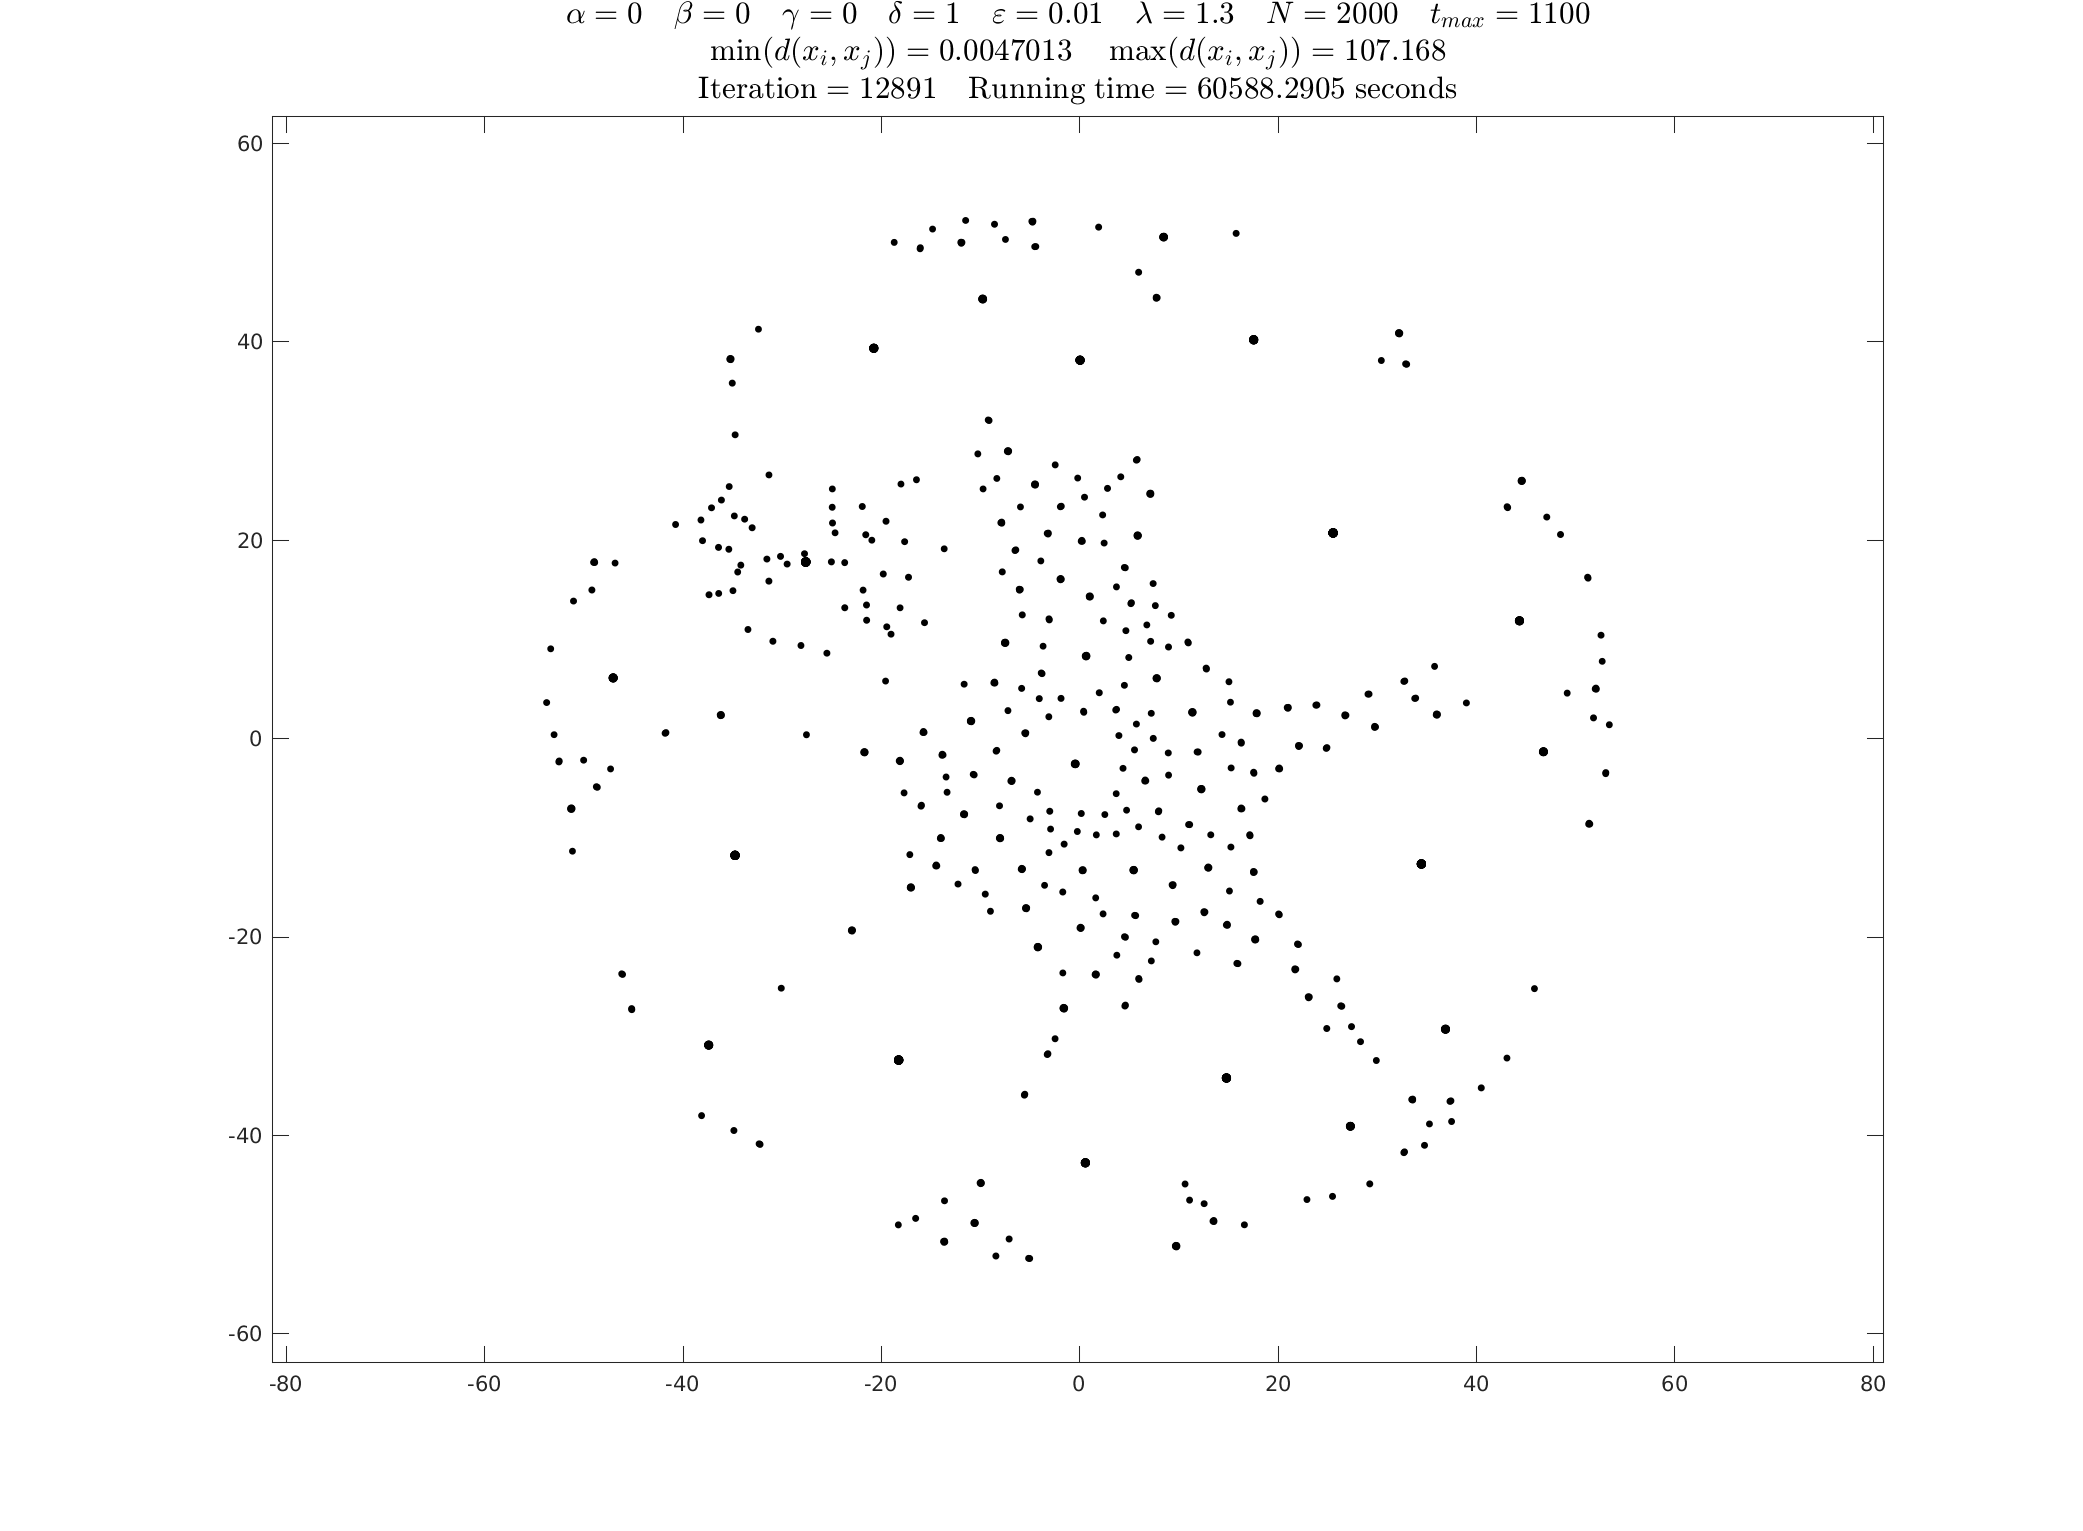 α = 0 β = 0 γ = 0 δ = 1 ε = 0.01 λ = 1.3 N = 2000 t_max = 1100
min(d(x_i, x_j)) = 0.0047013 max(d(x_i, x_j)) = 107.168
Iteration = 12891 Running time = 60588.2905 seconds
60
40
20
0
-20
-40
-60
-80 -60 -40 -20 0 20 40 60 80